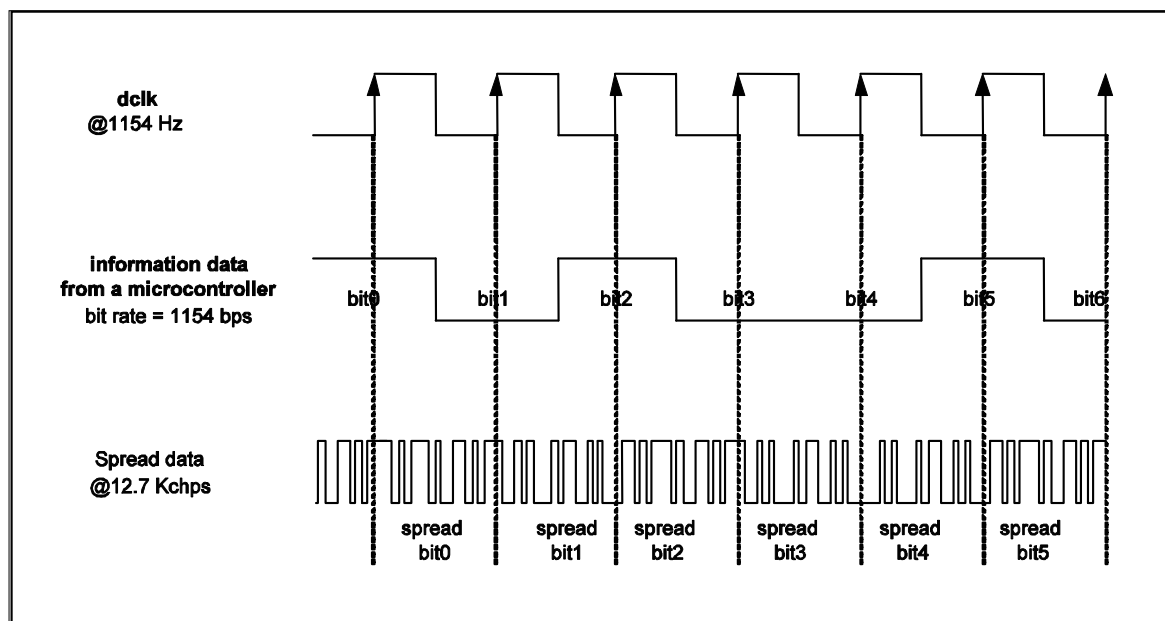 dclk
@1154 Hz
information data
from a microcontroller
bit rate = 1154 bps
bit0 bit1 bit2 bit3 bit4 bit5 bit6
Spread data
@12.7 Kchps
spread spread spread spread spread spread
bit0 bit1 bit2 bit3 bit4 bit5